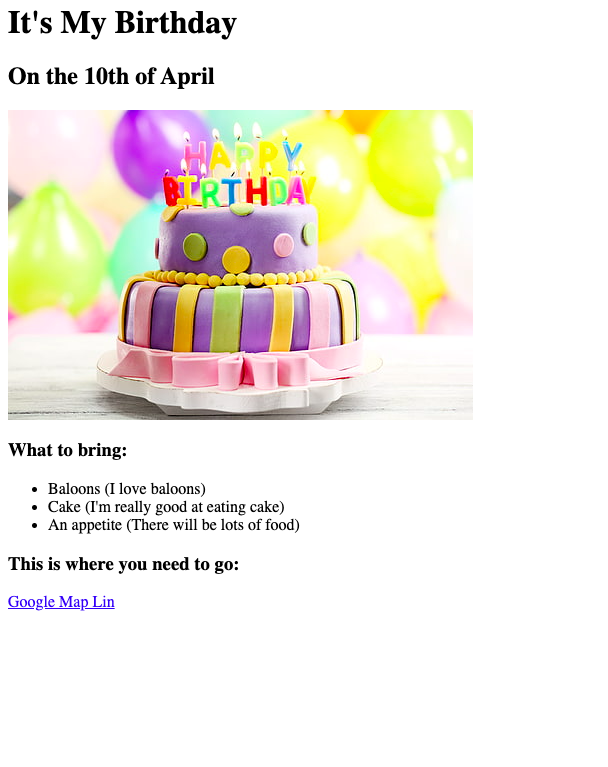 It's My Birthday
On the 10th of April
HAPPY
BIRTHDAY
What to bring:
Baloons (I love baloons)
Cake (I'm really good at eating cake)
An appetite (There will be lots of food)
This is where you need to go:
Google Map Lin